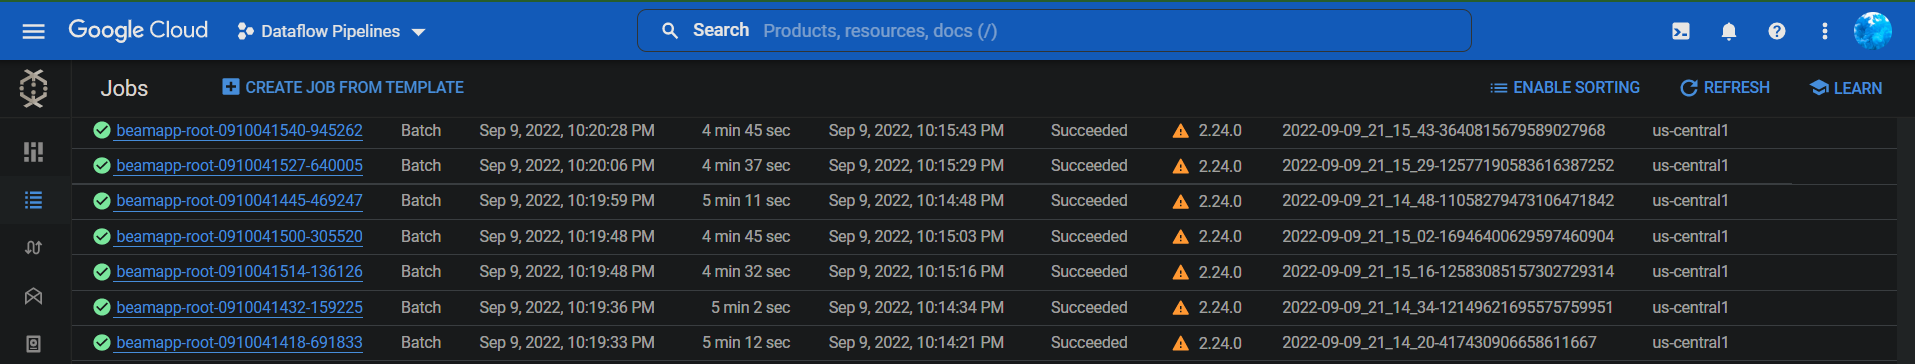 Google Cloud Dataflow Pipelines Search Products, resources, docs (/)
Jobs CREATE JOB FROM TEMPLATE ENABLE SORTING REFRESH LEARN
beamapp-root-0910041540-945262 Batch Sep 9, 2022, 10:20:28 PM 4 min 45 sec Sep 9, 2022, 10:15:43 PM Succeeded 2.24.0 2022-09-09_21_15_43-3640815679589027968 us-central1
beamapp-root-0910041527-640005 Batch Sep 9, 2022, 10:20:06 PM 4 min 37 sec Sep 9, 2022, 10:15:29 PM Succeeded 2.24.0 2022-09-09_21_15_29-12577190583616387252 us-central1
beamapp-root-0910041445-469247 Batch Sep 9, 2022, 10:19:59 PM 5 min 11 sec Sep 9, 2022, 10:14:48 PM Succeeded 2.24.0 2022-09-09_21_14_48-11058279473106471842 us-central1
beamapp-root-0910041500-305520 Batch Sep 9, 2022, 10:19:48 PM 4 min 45 sec Sep 9, 2022, 10:15:03 PM Succeeded 2.24.0 2022-09-09_21_15_02-16946400629597460904 us-central1
beamapp-root-0910041514-136126 Batch Sep 9, 2022, 10:19:48 PM 4 min 32 sec Sep 9, 2022, 10:15:16 PM Succeeded 2.24.0 2022-09-09_21_15_16-12583085157302729314 us-central1
beamapp-root-0910041432-159225 Batch Sep 9, 2022, 10:19:36 PM 5 min 2 sec Sep 9, 2022, 10:14:34 PM Succeeded 2.24.0 2022-09-09_21_14_34-12149621695575759951 us-central1
beamapp-root-0910041418-691833 Batch Sep 9, 2022, 10:19:33 PM 5 min 12 sec Sep 9, 2022, 10:14:21 PM Succeeded 2.24.0 2022-09-09_21_14_20-417430906658611667 us-central1